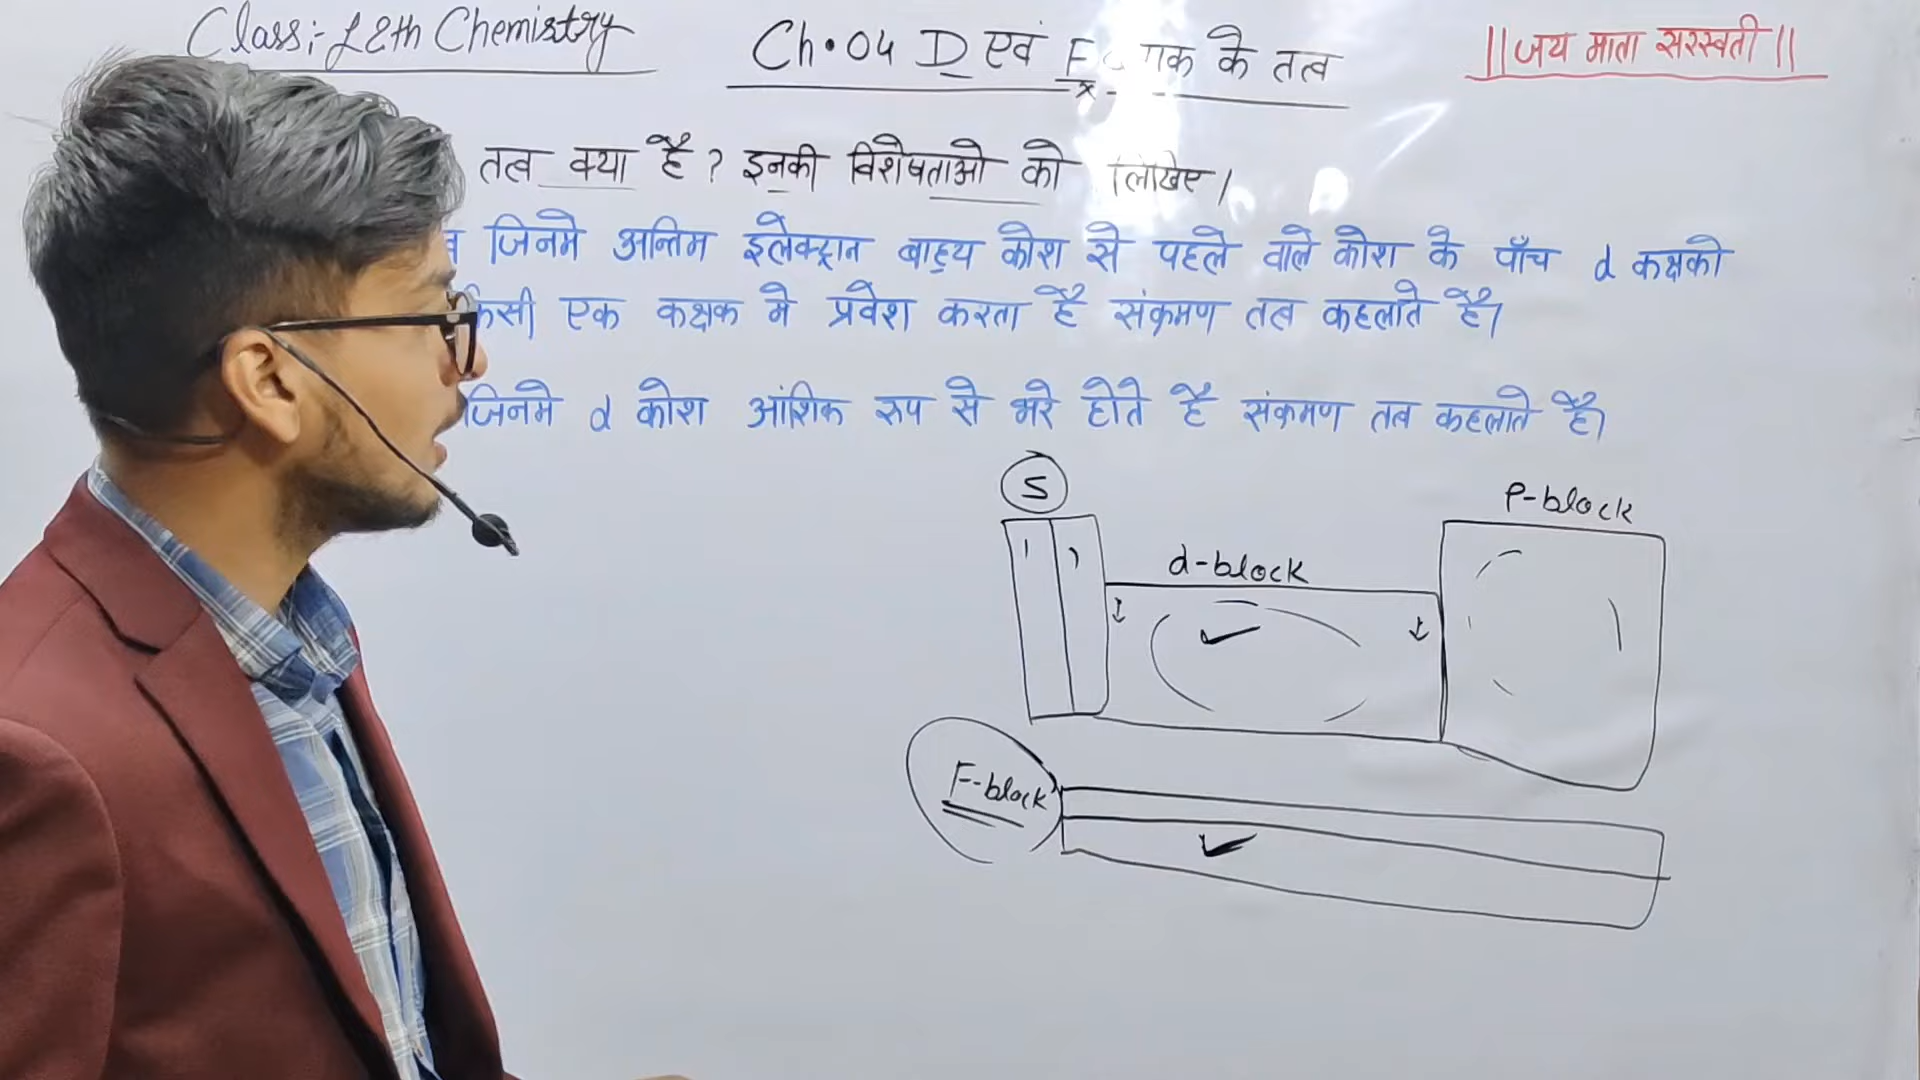 Class:- 12th Chemistry
Ch.04 D एवं F के तत्व
||जय माता सरस्वती||
तत्व क्या है? इनकी विशेषताओ को लिखिए।
जिनमे अन्तिम इलेक्ट्रान बाह्य कोश से पहले वाले कोश के पाँच d कक्षको
किसी एक कक्षक मे प्रवेश करता है संक्रमण तत्व कहलाते है।
जिनमे d कोश आंशिक रुप से भरे होते है संक्रमण तत्व कहलाते है।
S
P-block
d-block
F-block